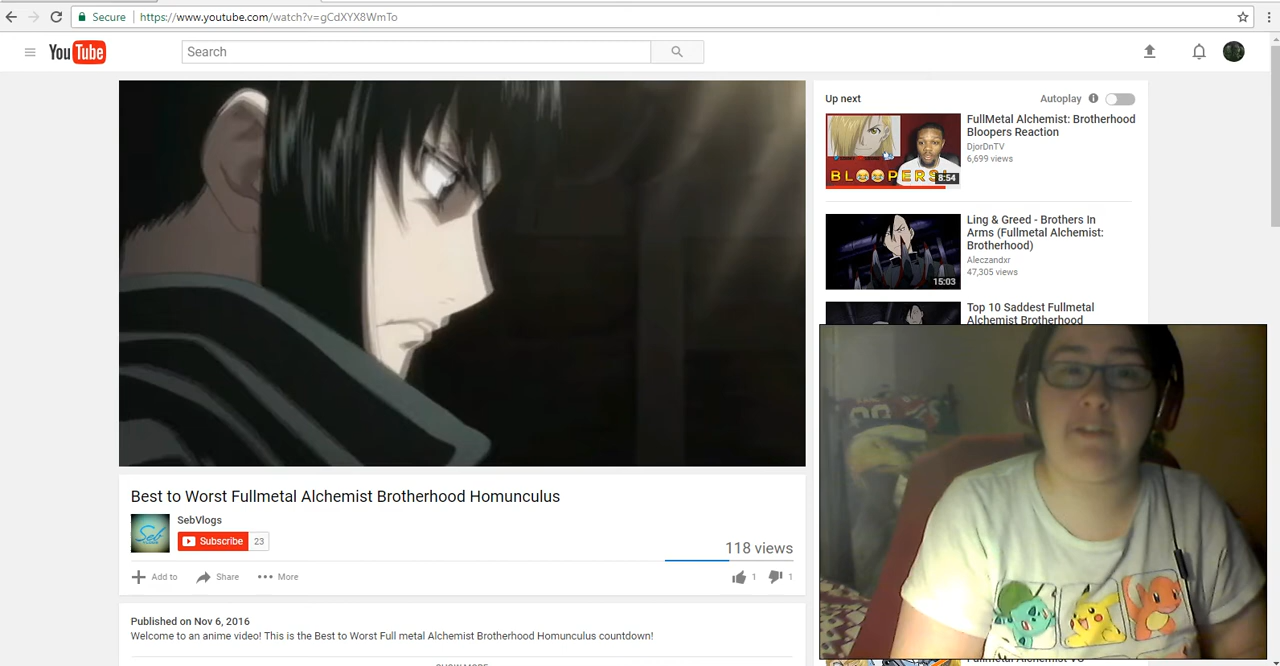 Secure
https://www.youtube.com/watch?v=gCdXYX8WmTo
YouTube
Search
Up next
Autoplay
FullMetal Alchemist: Brotherhood
Bloopers Reaction
DjorDnTV
6,699 views
BL😂😂PERS!
8:54
Ling & Greed - Brothers In
Arms (Fullmetal Alchemist:
Brotherhood)
Aleczandxr
47,305 views
15:03
Top 10 Saddest Fullmetal
Alchemist Brotherhood
Best to Worst Fullmetal Alchemist Brotherhood Homunculus
Seb
SebVlogs
Subscribe
23
118 views
Add to
Share
More
1
1
Published on Nov 6, 2016
Welcome to an anime video! This is the Best to Worst Full metal Alchemist Brotherhood Homunculus countdown!